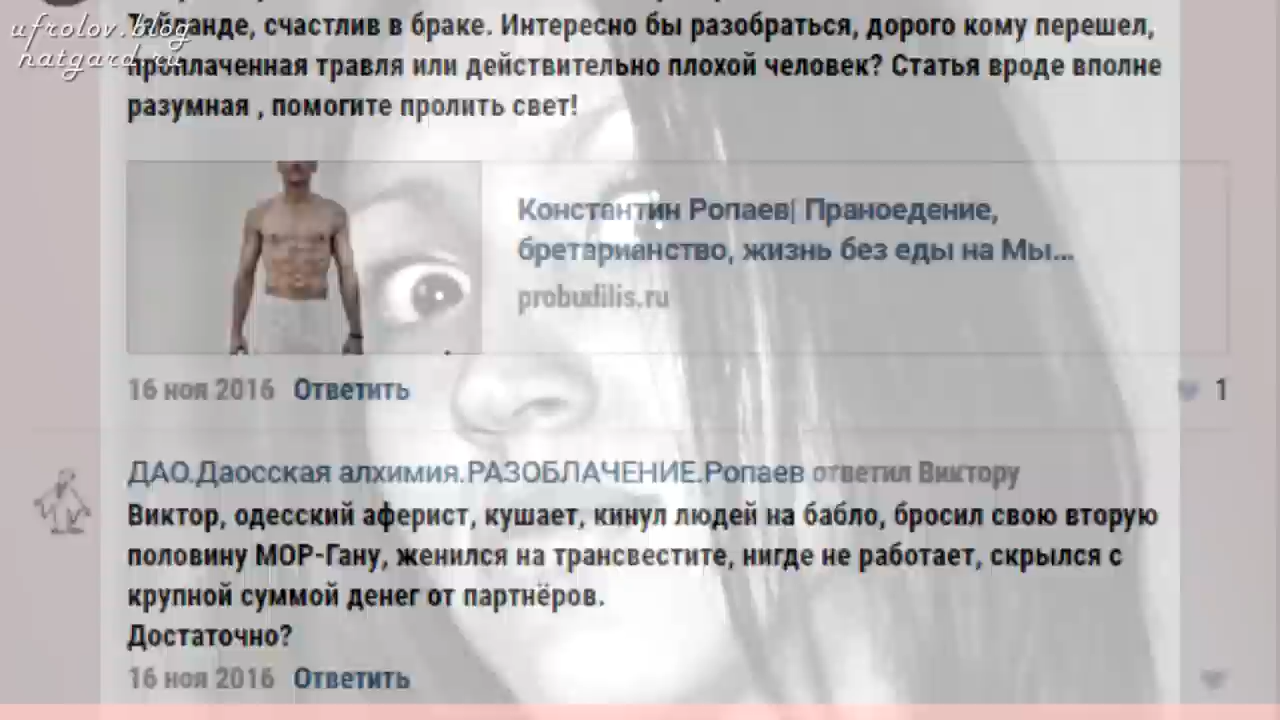 ufrolov.blog
natgard.ru
Тайланде, счастлив в браке. Интересно бы разобраться, дорого кому перешел,
проплаченная травля или действительно плохой человек? Статья вроде вполне
разумная , помогите пролить свет!
Константин Ропаев| Праноедение,
бретарианство, жизнь без еды на Мы...
probudilis.ru
16 ноя 2016 Ответить
1
ДАО.Даосская алхимия.РАЗОБЛАЧЕНИЕ.Ропаев ответил Виктору
Виктор, одесский аферист, кушает, кинул людей на бабло, бросил свою вторую
половину МОР-Гану, женился на трансвестите, нигде не работает, скрылся с
крупной суммой денег от партнёров.
Достаточно?
16 ноя 2016 Ответить